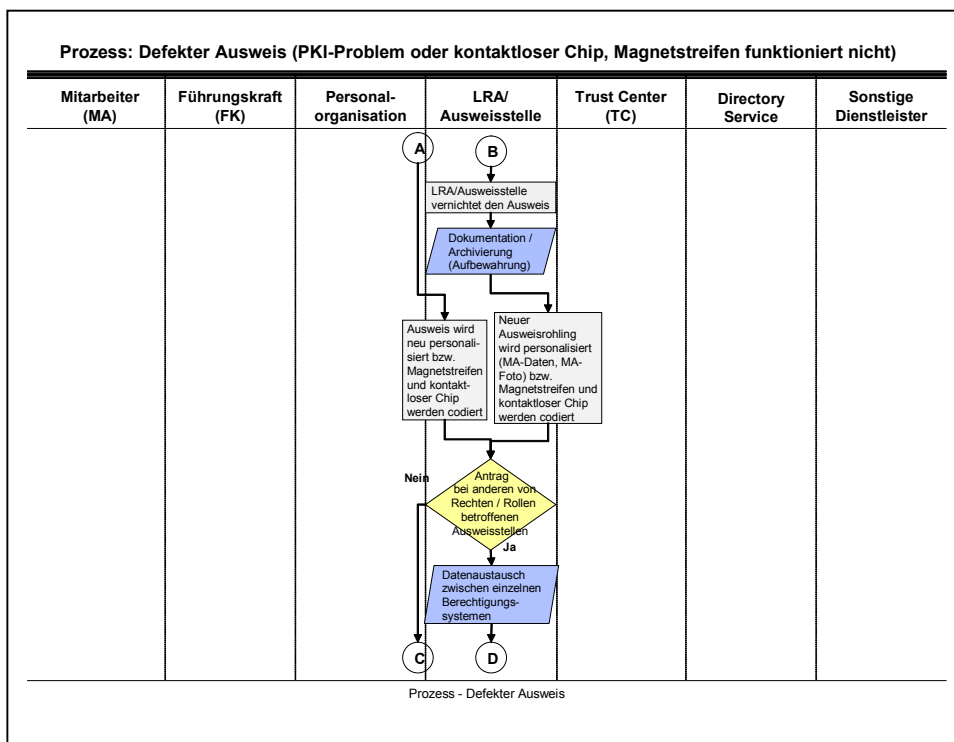 Prozess: Defekter Ausweis (PKI-Problem oder kontaktloser Chip, Magnetstreifen funktioniert nicht)
Mitarbeiter
(MA)
Führungskraft
(FK)
Personal-
organisation
LRA/
Ausweisstelle
Trust Center
(TC)
Directory
Service
Sonstige
Dienstleister
A
B
LRA/Ausweisstelle
vernichtet den Ausweis
Dokumentation /
Archivierung
(Aufbewahrung)
Ausweis wird
neu personali-
siert bzw.
Magnetstreifen
und kontakt-
loser Chip
werden codiert
Neuer
Ausweisrohling
wird personalisiert
(MA-Daten, MA-
Foto) bzw.
Magnetstreifen und
kontaktloser Chip
werden codiert
Nein
Antrag
bei anderen von
Rechten / Rollen
betroffenen
Ausweisstellen
Ja
Datenaustausch
zwischen einzelnen
Berechtigungs-
systemen
C
D
Prozess - Defekter Ausweis